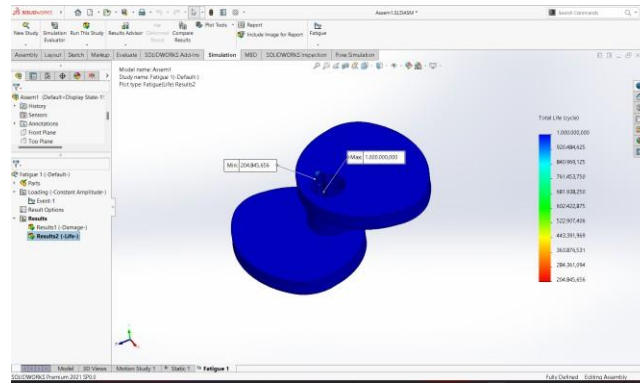 SOLIDWORKS
Assem1.SLDASM *
Search Commands
New Study
Simulation Evaluator
Run This Study
Results Advisor
Compare Results
Plot Tools
Report
Include Image for Report
Fatigue
Assembly Layout Sketch Markup Evaluate SOLIDWORKS Add-Ins Simulation MBD SOLIDWORKS Inspection Flow Simulation
Assem1 (Default<Display State-1>
History
Sensors
Annotations
Front Plane
Top Plane
Fatigue 1 (-Default-)
Parts
Loading (-Constant Amplitude-)
Event-1
Result Options
Results
Results1 (-Damage-)
Results2 (-Life-)
Model name: Assem1
Study name: Fatigue 1(-Default-)
Plot type: Fatigue(Life) Results2
Min: 204.845,656
Max: 1.000.000,000
Total Life (cycle)
1.000.000,000
920.484,625
840.969,125
761.453,750
681.938,250
602.422,875
522.907,406
443.391,969
363.876,531
284.361,094
204.845,656
Model 3D Views Motion Study 1 Static 1 Fatigue 1
SOLIDWORKS Premium 2021 SP0.0
Fully Defined Editing Assembly